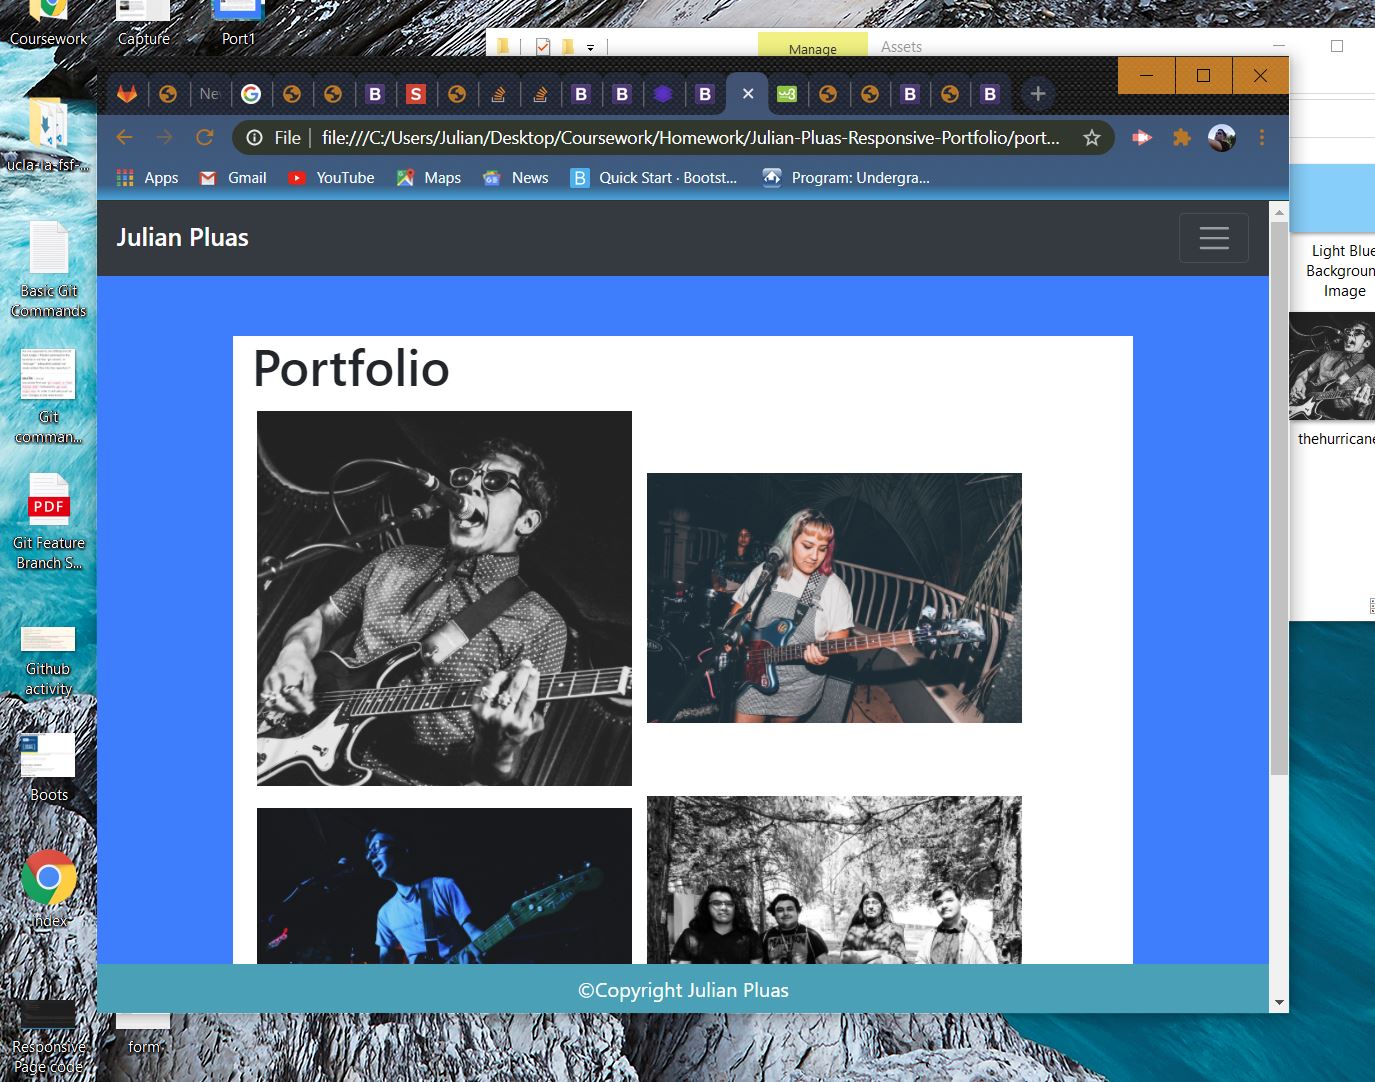 Coursework
Capture
Port1
Manage
Assets
File
file:///C:/Users/Julian/Desktop/Coursework/Homework/Julian-Pluas-Responsive-Portfolio/port...
Apps
Gmail
YouTube
Maps
News
Quick Start · Bootst...
Program: Undergra...
ucla-la-fsf-...
Julian Pluas
Basic Git
Commands
Light Blue
Backgroun
Image
Portfolio
Git
comman...
thehurricane
PDF
Git Feature
Branch S...
Github
activity
Boots
index
©Copyright Julian Pluas
Responsive
Page code
form